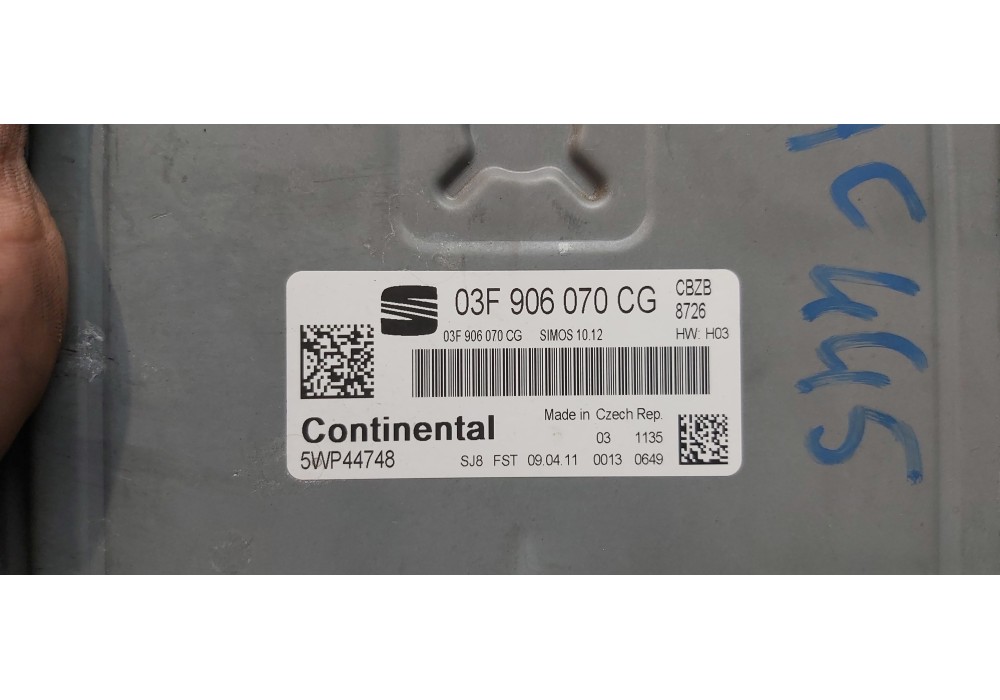 03F 906 070 CG
CBZB
8726
03F 906 070 CG SIMOS 10.12
HW: H03
Made in Czech Rep.
Continental
03 1135
5WP44748
SJ8 FST 09.04.11 0013 0649
C445